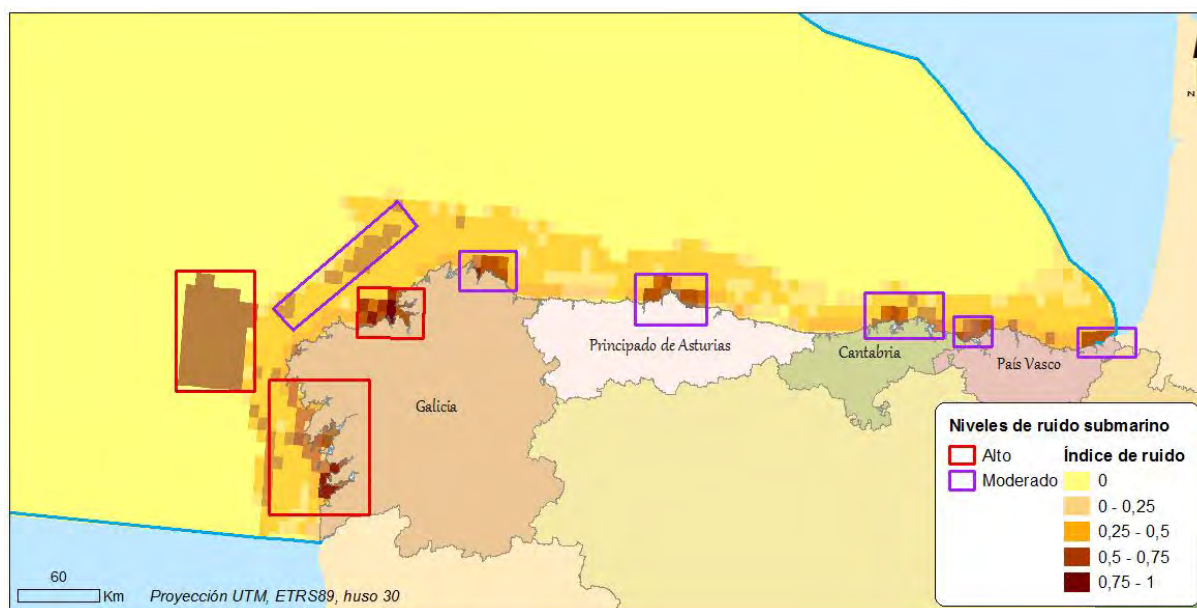 N
Principado de Asturias
Cantabria
País Vasco
Galicia
Niveles de ruido submarino
Alto
Moderado
Índice de ruido
0
0 - 0,25
0,25 - 0,5
0,5 - 0,75
0,75 - 1
60
Km
Proyección UTM, ETRS89, huso 30